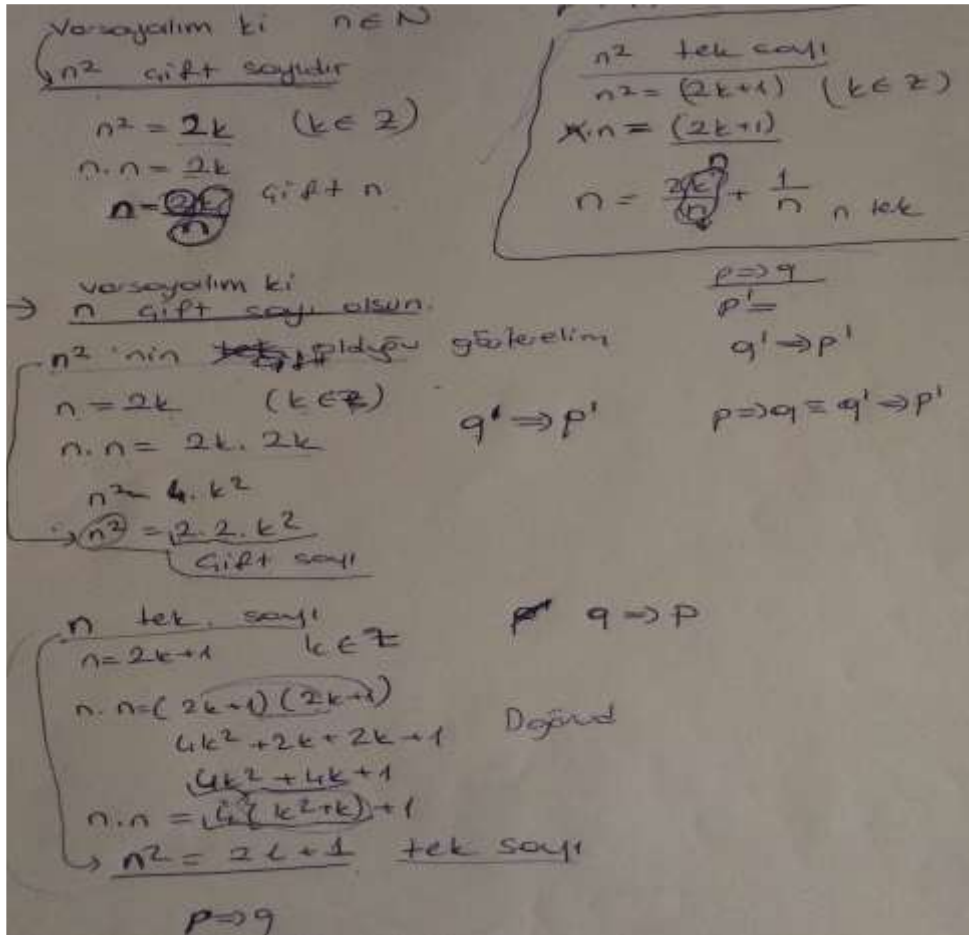 Varsayalım ki n∈N
n² çift sayıdır
n² = 2k (k∈Z)
n.n = 2k
n = 2k/n çift n
n² tek sayı
n² = (2k+1) (k∈Z)
n = (2k+1)
n = 2k/n + 1/n n tek
varsayalım ki
→ n çift sayı olsun.
n² 'nin olduğu gösterelim
n = 2k (k∈Z)
n.n = 2k. 2k
n² = 4. k²
n² = 2.2. k²
çift sayı
q' ⇒ p'
p ⇒ q
p' =
q' ⇒ p'
p ⇒ q ≡ q' ⇒ p'
n tek sayı
n = 2k+1 k∈Z
n.n = (2k+1)(2k+1)
4k² + 2k + 2k + 1
4k² + 4k + 1
n.n = 4(k²+k)+1
n² = 2k+1 tek sayı
q ⇒ p
p ⇒ q